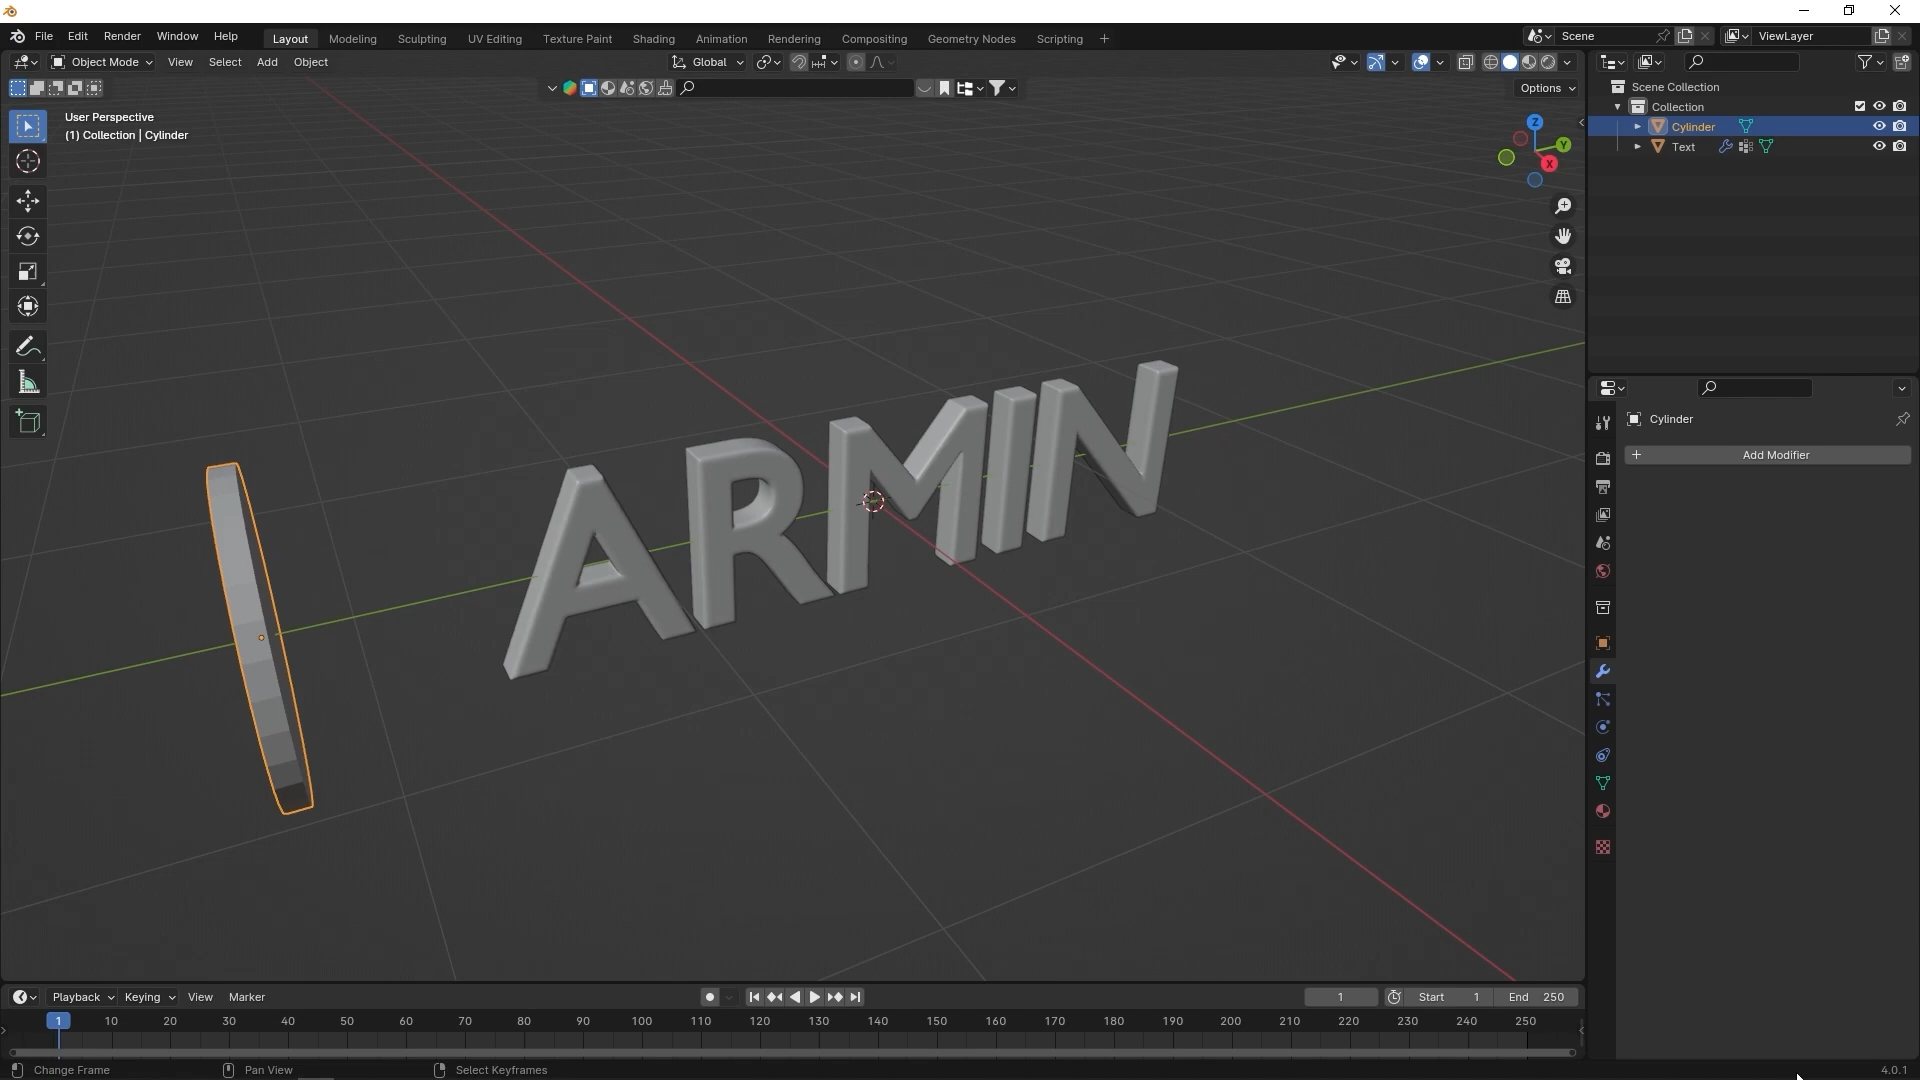 File Edit Render Window Help Layout Modeling Sculpting UV Editing Texture Paint Shading Animation Rendering Compositing Geometry Nodes Scripting + Scene ViewLayer
Object Mode View Select Add Object Global
Options
User Perspective
(1) Collection | Cylinder
Z
Y
X
ARMIN
Scene Collection
Collection
Cylinder
Text
Cylinder
+ Add Modifier
Playback Keying View Marker 1 Start 1 End 250
1 10 20 30 40 50 60 70 80 90 100 110 120 130 140 150 160 170 180 190 200 210 220 230 240 250
Change Frame Pan View Select Keyframes 4.0.1